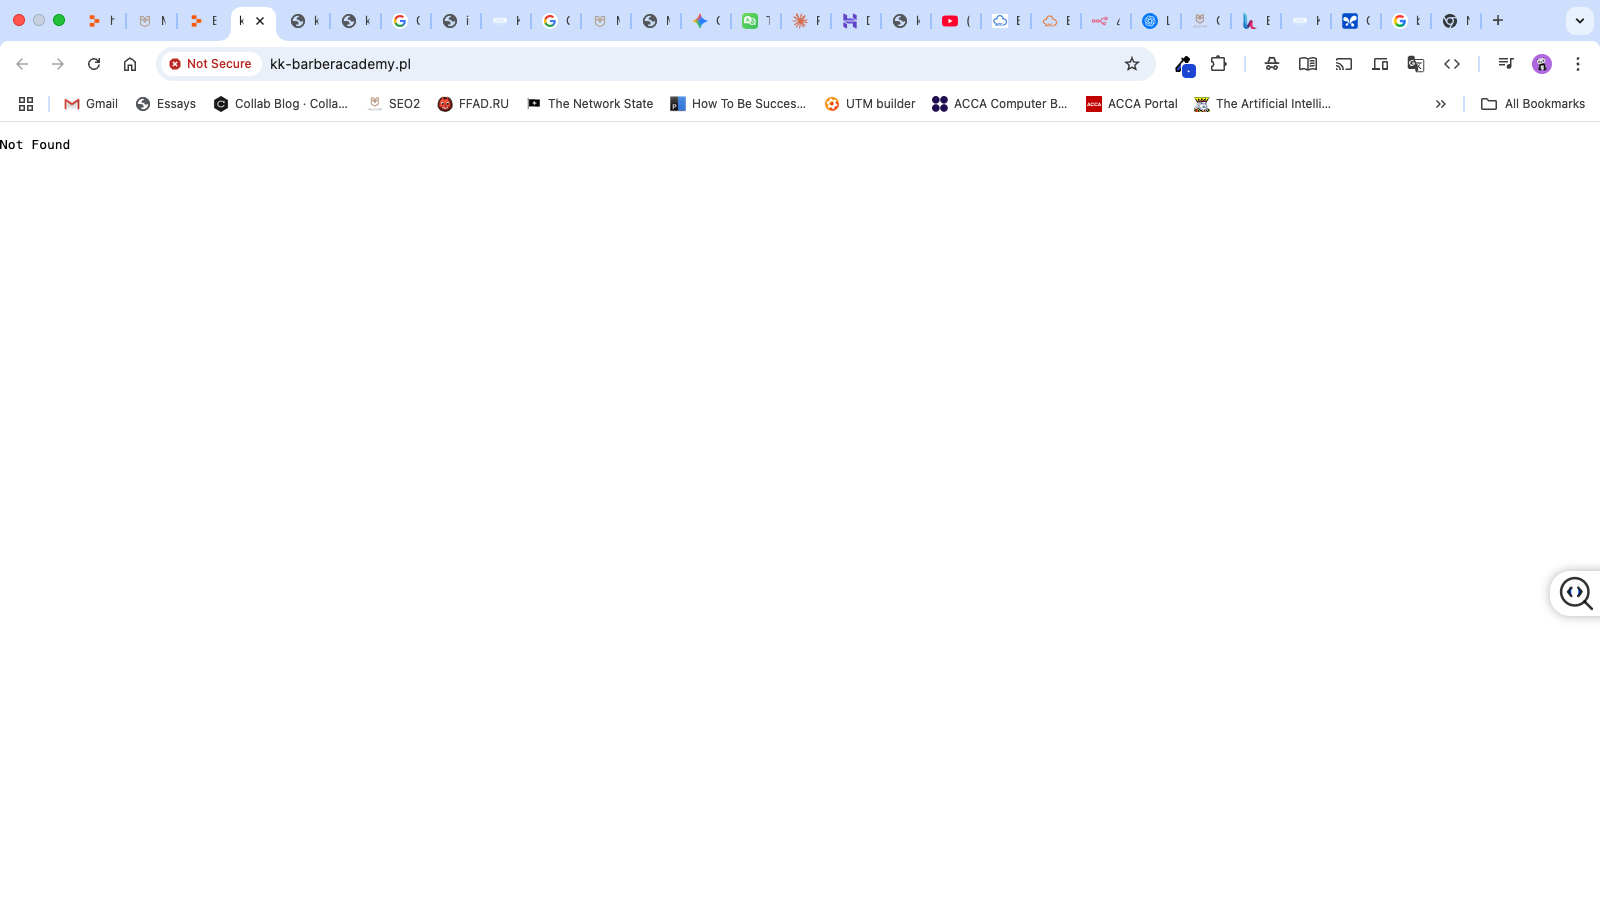 Not Secure kk-barberacademy.pl
Gmail Essays Collab Blog · Colla... SEO2 FFAD.RU The Network State How To Be Succes... UTM builder ACCA Computer B... ACCA Portal The Artificial Intelli... All Bookmarks
Not Found